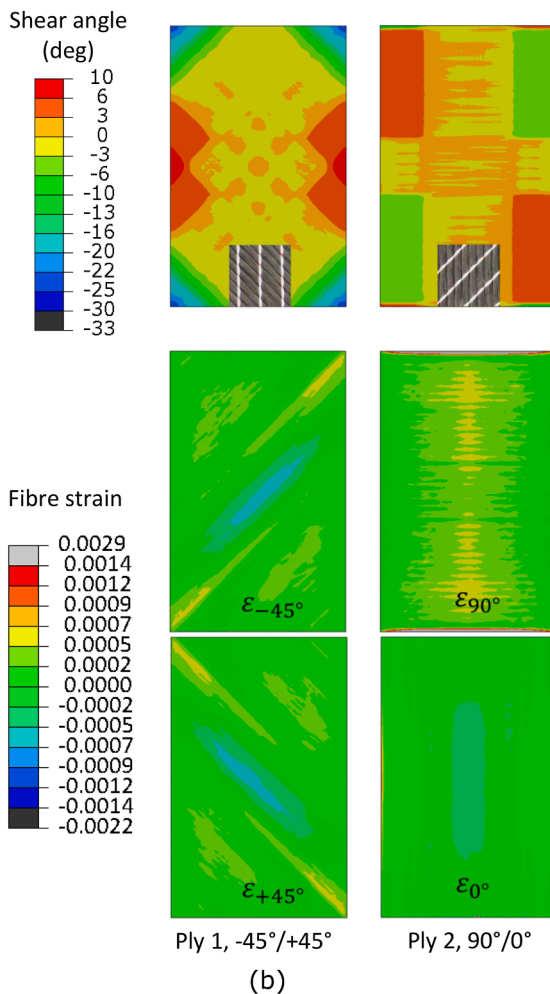 Shear angle
(deg)
10
6
3
0
-3
-6
-10
-13
-16
-20
-22
-25
-30
-33
Fibre strain
0.0029
0.0014
0.0012
0.0009
0.0007
0.0005
0.0002
0.0000
-0.0002
-0.0005
-0.0007
-0.0009
-0.0012
-0.0014
-0.0022
ε−45°
ε90°
ε+45°
ε0°
Ply 1, -45°/+45°
Ply 2, 90°/0°
(b)